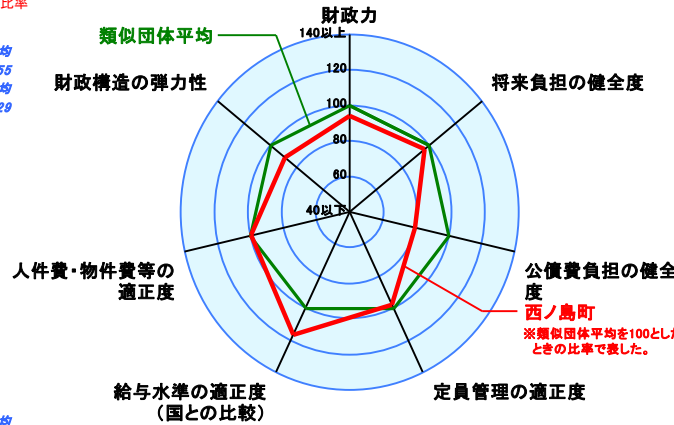 比率
財政力
140以上
類似団体平均
均
55
120
将来負担の健全度
財政構造の弾力性
均
29
100
80
60
40以下
人件費・物件費等の
適正度
公債費負担の健全
度
西ノ島町
※類似団体平均を100とした
ときの比率で表した。
給与水準の適正度
（国との比較）
定員管理の適正度
均